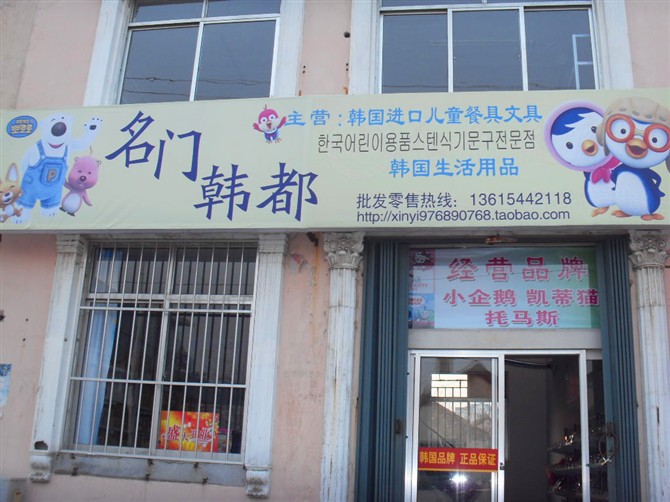 名门
韩都
主营:韩国进口儿童餐具文具
한국어린이용품스텐식기문구전문점
韩国生活用品
批发零售热线: 13615442118
http://xinyi976890768.taobao.com
经营品牌
小企鹅 凯蒂猫
托马斯
韩国品牌 正品保证